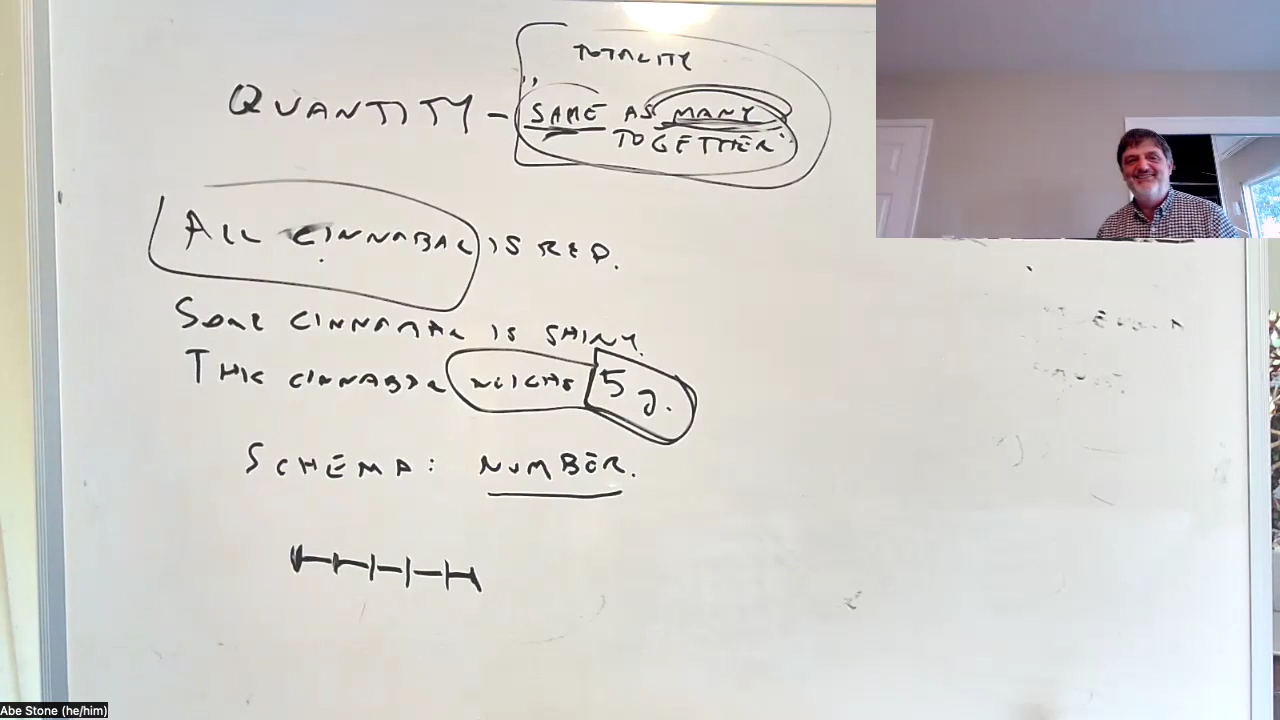 TOTALITY
QUANTITY - "SAME AS MANY
TOGETHER"
ALL CINNABAR IS RED.
SOME CINNABAR IS SHINY.
THIS CINNABAR WEIGHS 5 g.
SCHEMA: NUMBER.
Abe Stone (he/him)